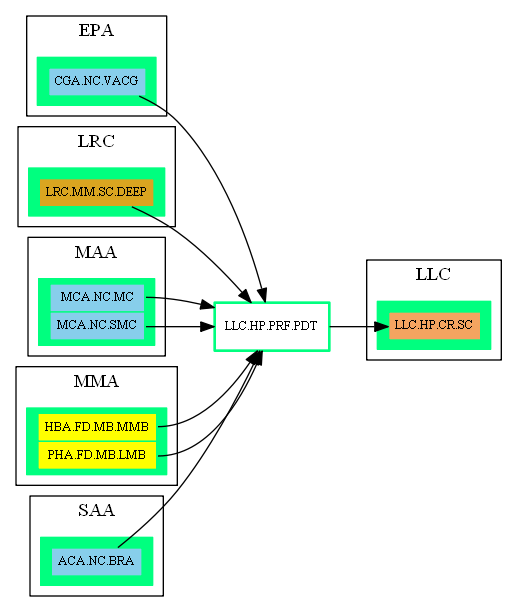 EPA
CGA.NC.VACG
LRC
LRC.MM.SC.DEEP
MAA
MCA.NC.MC
MCA.NC.SMC
MMA
HBA.FD.MB.MMB
PHA.FD.MB.LMB
SAA
ACA.NC.BRA
LLC.HP.PRF.PDT
LLC
LLC.HP.CR.SC